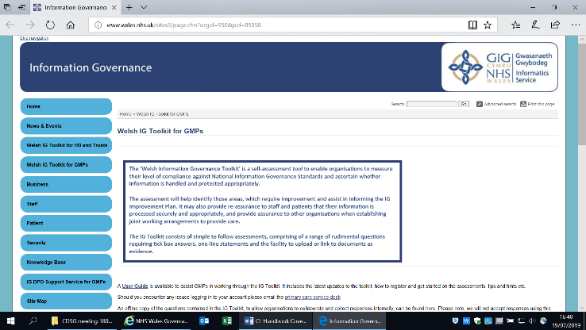 Information Governance
www.wales.nhs.uk/sites3/page.cfm?orgid=950&pid=85358
Information Governance
GIG
CYMRU
NHS
WALES
Gwasanaeth
Gwybodeg
Informatics
Service
Search
Go
Advanced search
Print this page
Home > Welsh IG Toolkit for GMPs
Home
News & Events
Welsh IG Toolkit for HB and Trusts
Welsh IG Toolkit for GMPs
Business
Staff
Patient
Security
Knowledge Base
IG DPO Support Service for GMPs
Site Map
Welsh IG Toolkit for GMPs
The 'Welsh Information Governance Toolkit' is a self-assessment tool to enable organisations to measure
their level of compliance against National Information Governance Standards and ascertain whether
information is handled and protected appropriately.
The assessment will help identify those areas, which require improvement and assist in informing the IG
Improvement Plan. It may also provide re-assurance to staff and patients that their information is
processed securely and appropriately, and provide assurance to other organisations when establishing
joint working arrangements to provide care.
The IG Toolkit consists of simple to follow assessments, comprising of a range of rudimental questions
requiring tick box answers, one-line statements and the facility to upload or link to documents as
evidence.
A User Guide is available to assist GMPs in working through the IG Toolkit. It includes the latest updates to the toolkit, how to register and get started on the assessments, tips and hints etc.
Should you encounter any issues logging in to your account please email the primary care service desk
An offline copy of the questions contained in the IG Toolkit, to allow organisations to collaborate and collect responses internally, can be found here. Please note, we will not accept responses using this
CDSG meeting 180...
NHS Wales Governa...
CI Handbook Gove...
Information Govern...
16:40
15/07/2019